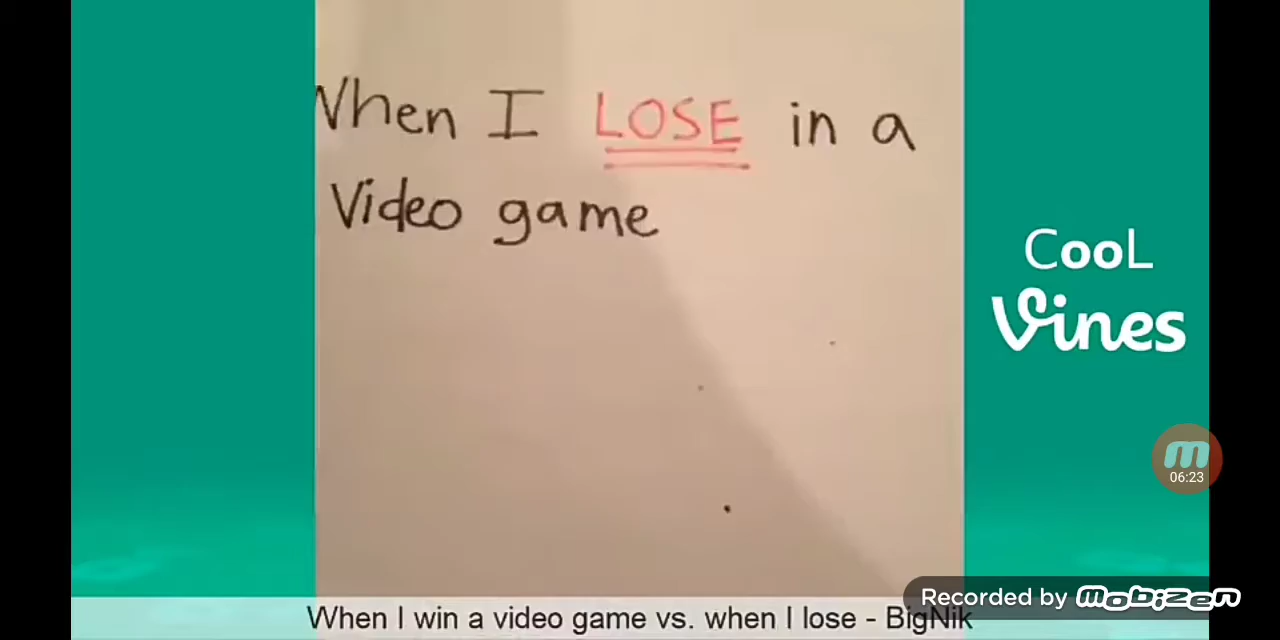 When I LOSE in a
Video game
CooL
Vines
06:23
Recorded by mobizen
When I win a video game vs. when I lose - BigNik